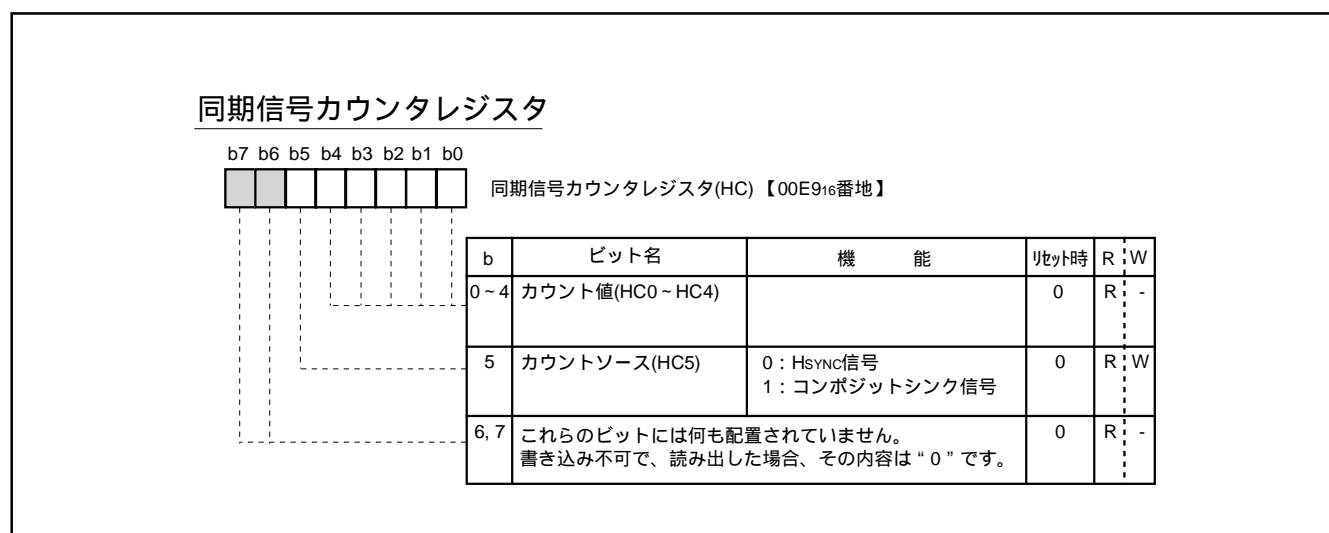 同期信号カウンタレジスタ
b7 b6 b5 b4 b3 b2 b1 b0
同期信号カウンタレジスタ(HC)【00E916番地】
b ビット名 機 能 リセット時 R W
0~4 カウント値(HC0~HC4) 0 R -
5 カウントソース(HC5) 0:HSYNC信号 0 R W
1:コンポジットシンク信号
6, 7 これらのビットには何も配置されていません。 0 R -
書き込み不可で、読み出した場合、その内容は“0”です。